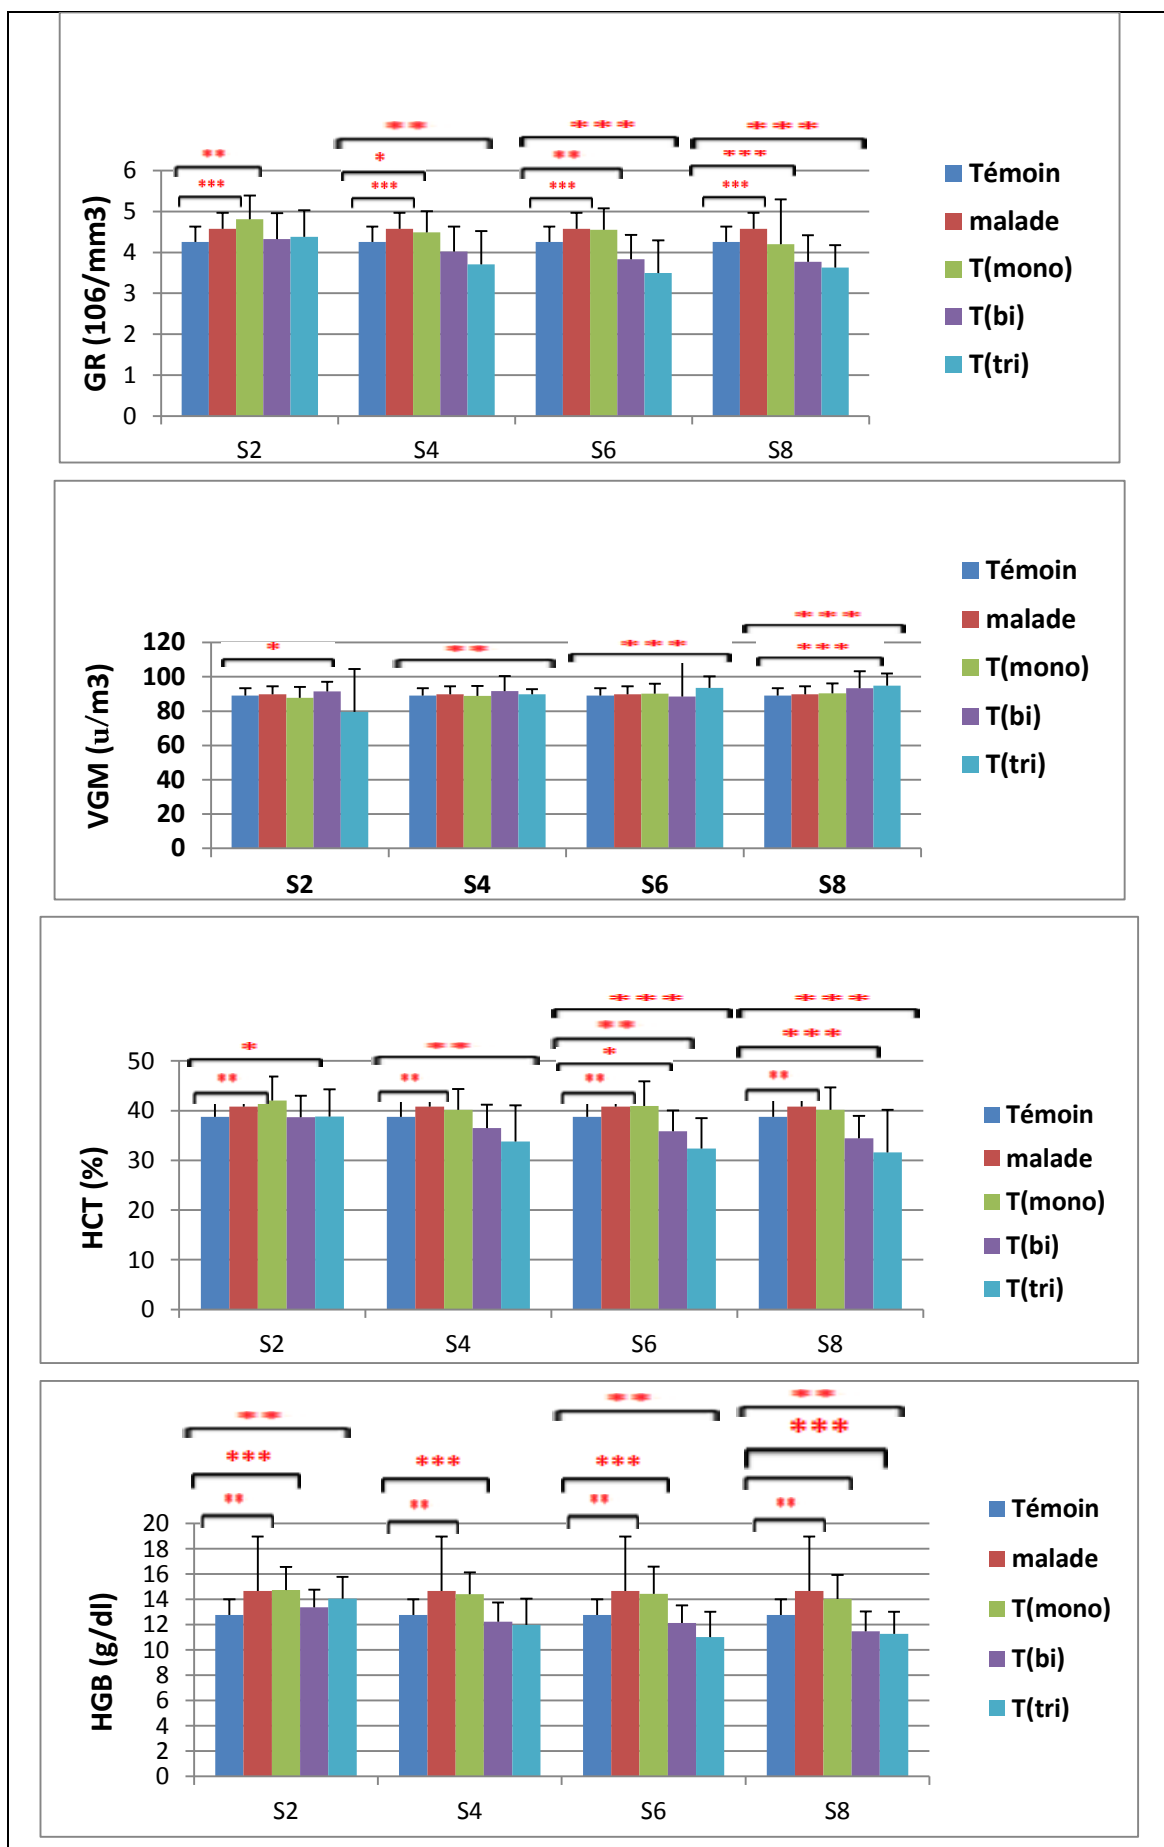 ** *** *** 
** * ** ***
*** *** *** ***
GR (106/mm3)
6
5
4
3
2
1
0
S2 S4 S6 S8
Témoin
malade
T(mono)
T(bi)
T(tri)
***
* ** *** ***
VGM (u/m3)
120
100
80
60
40
20
0
S2 S4 S6 S8
Témoin
malade
T(mono)
T(bi)
T(tri)
*** ***
** ***
* ** *
** ** ** **
HCT (%)
50
40
30
20
10
0
S2 S4 S6 S8
Témoin
malade
T(mono)
T(bi)
T(tri)
** ** **
*** *** *** ***
** ** ** **
HGB (g/dl)
20
18
16
14
12
10
8
6
4
2
0
S2 S4 S6 S8
Témoin
malade
T(mono)
T(bi)
T(tri)